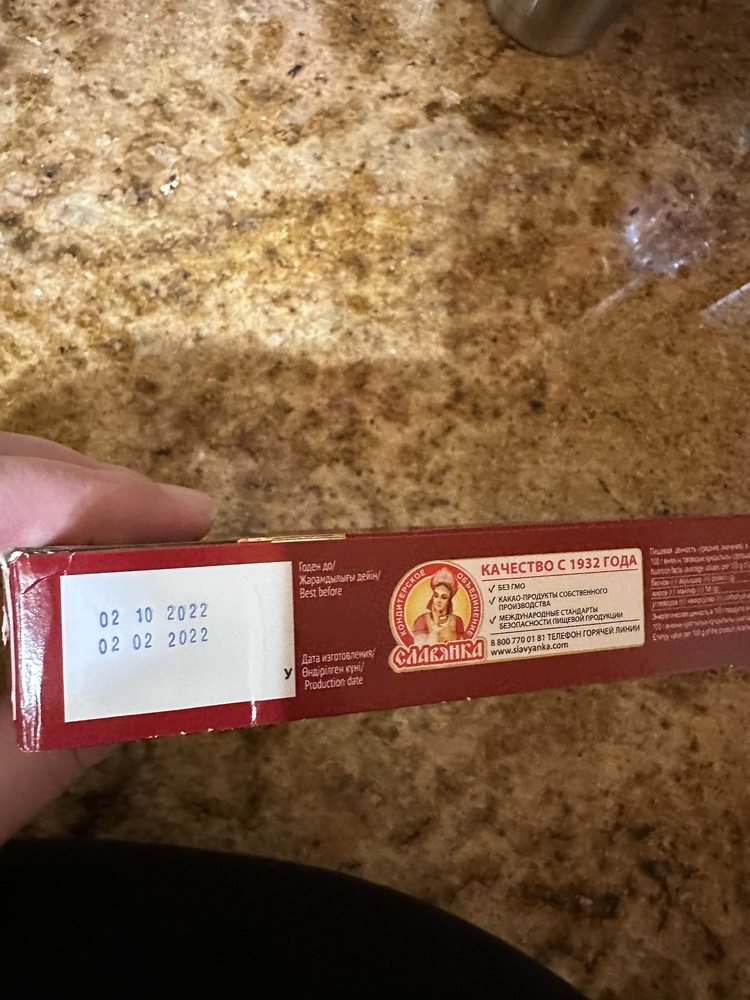 02 10 2022
02 02 2022
У
Годен до/
Жарамдылығы дейін/
Best before
Дата изготовления/
Өндірілген күні/
Production date
КОНДИТЕРСКОЕ ОБЪЕДИНЕНИЕ
СЛАВЯНКА
КАЧЕСТВО С 1932 ГОДА
✓ БЕЗ ГМО
✓ КАКАО-ПРОДУКТЫ СОБСТВЕННОГО
ПРОИЗВОДСТВА
✓ МЕЖДУНАРОДНЫЕ СТАНДАРТЫ
БЕЗОПАСНОСТИ ПИЩЕВОЙ ПРОДУКЦИИ
8 800 770 01 81 ТЕЛЕФОН ГОРЯЧЕЙ ЛИНИИ
www.slavyanka.com
Пищевая ценность